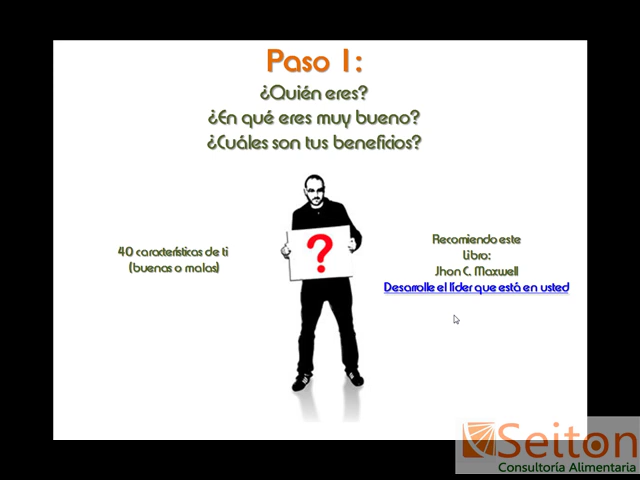 Paso 1:
¿Quién eres?
¿En qué eres muy bueno?
¿Cuáles son tus beneficios?
40 características de ti
(buenas o malas)
?
Recomiendo este
Libro:
Jhon C. Maxwell
Desarrolle el líder que está en usted
Seiton
Consultoría Alimentaria